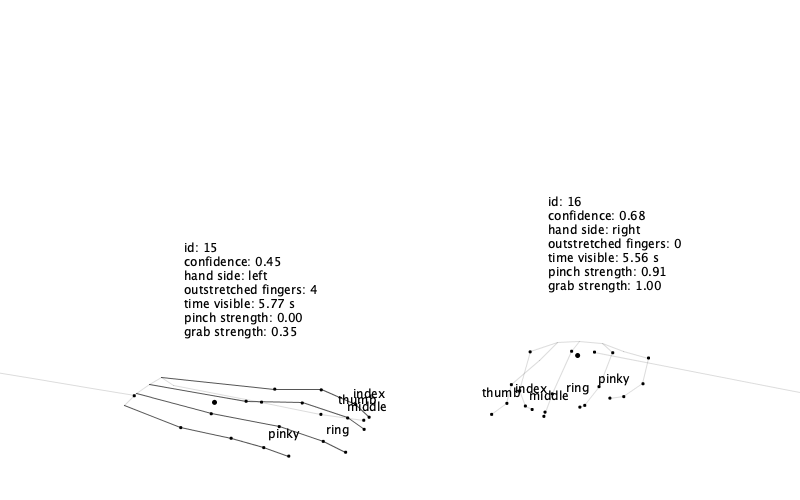 id: 15
confidence: 0.45
hand side: left
outstretched fingers: 4
time visible: 5.77 s
pinch strength: 0.00
grab strength: 0.35
id: 16
confidence: 0.68
hand side: right
outstretched fingers: 0
time visible: 5.56 s
pinch strength: 0.91
grab strength: 1.00
index
thumb
middle
ring
pinky
pinky
ring
thumb
index
middle